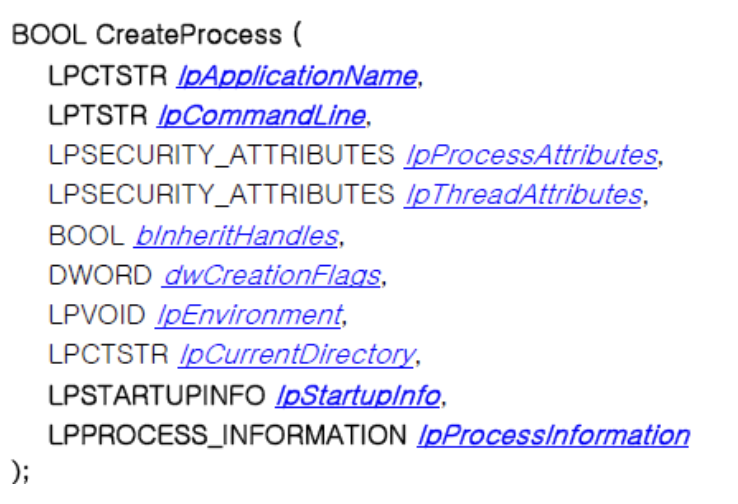 BOOL CreateProcess (
LPCTSTR lpApplicationName,
LPTSTR lpCommandLine,
LPSECURITY_ATTRIBUTES lpProcessAttributes,
LPSECURITY_ATTRIBUTES lpThreadAttributes,
BOOL bInheritHandles,
DWORD dwCreationFlags,
LPVOID lpEnvironment,
LPCTSTR lpCurrentDirectory,
LPSTARTUPINFO lpStartupInfo,
LPPROCESS_INFORMATION lpProcessInformation
);